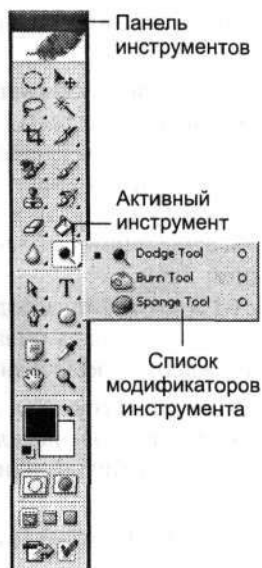 Панель
инструментов
Активный
инструмент
Dodge Tool O
Burn Tool O
Sponge Tool O
T
Список
модификаторов
инструмента